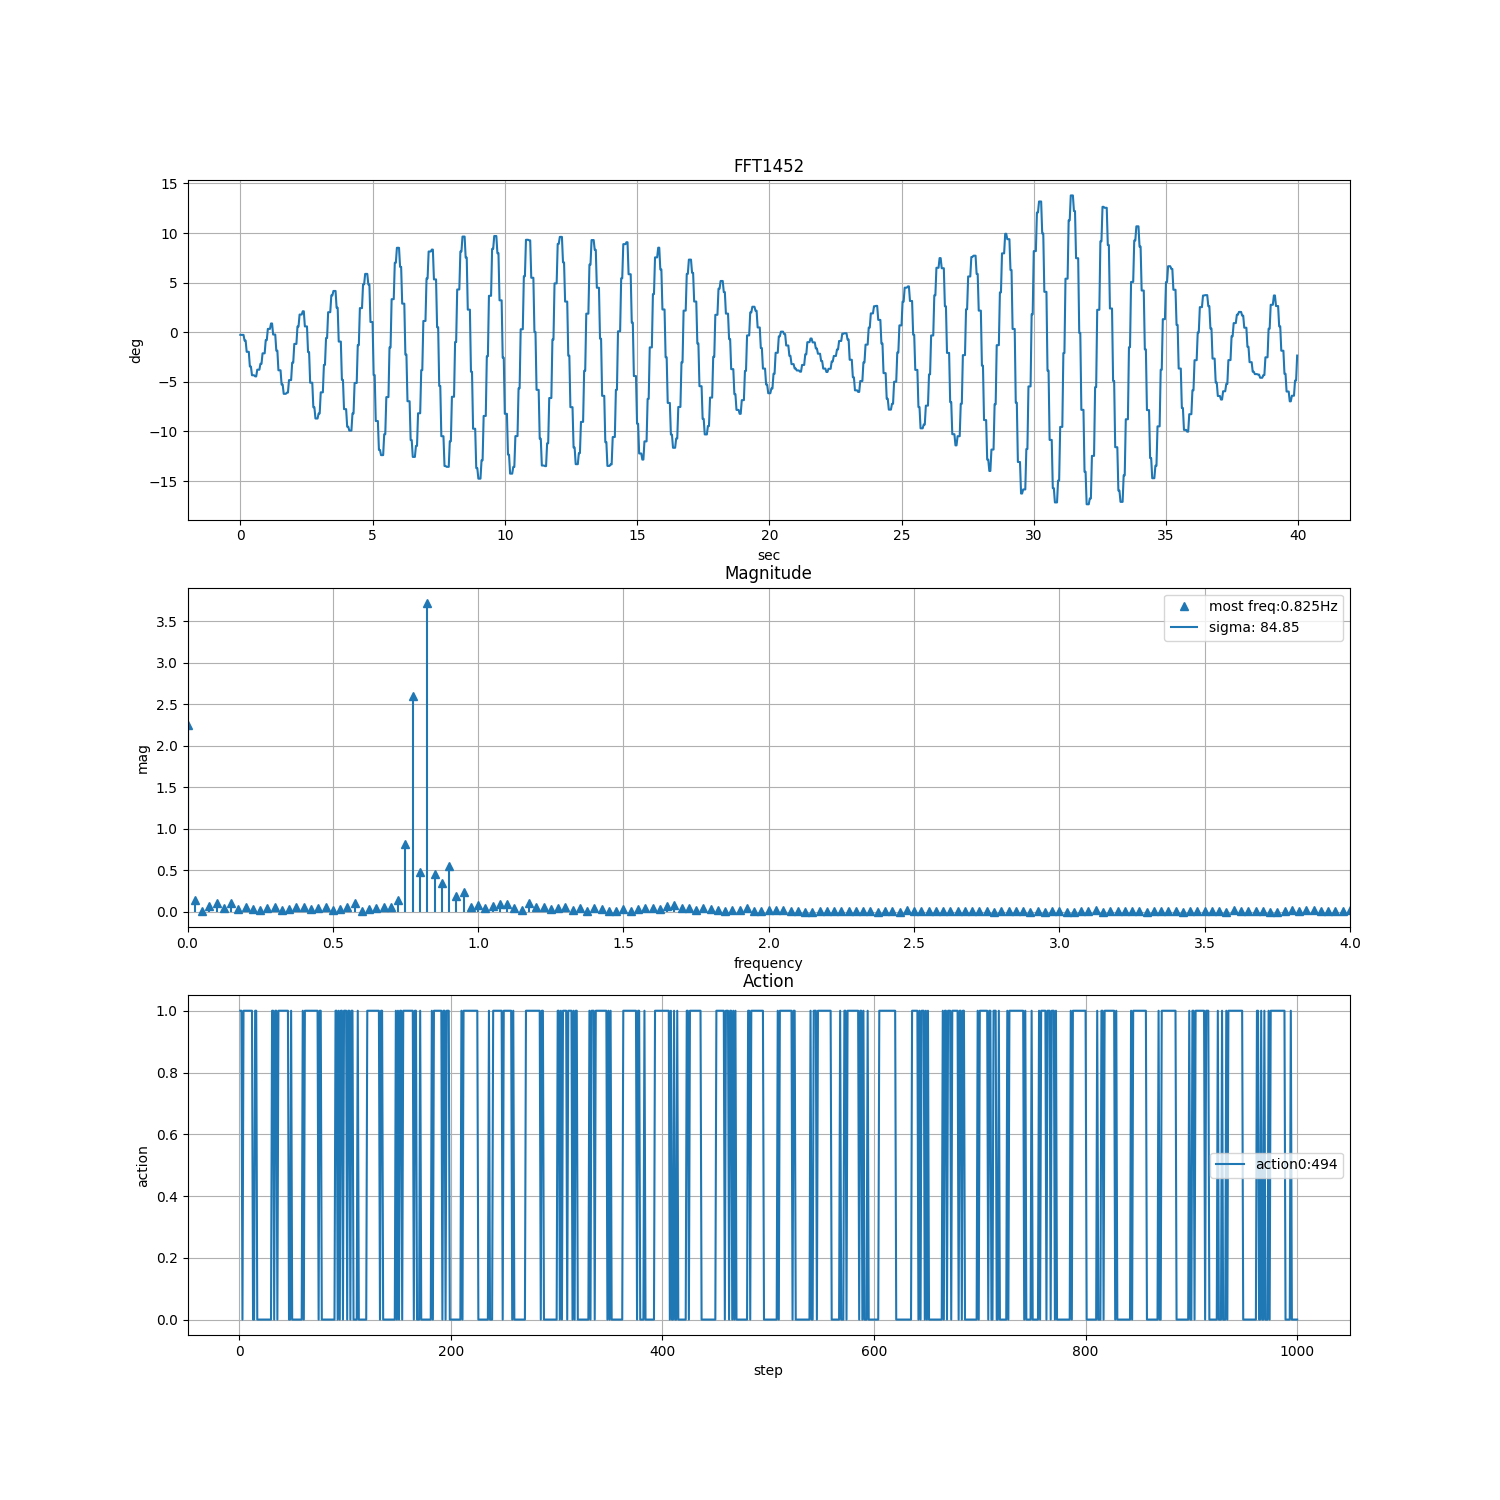 FFT1452
deg
15
10
5
0
−5
−10
−15
0 5 10 15 20 25 30 35 40
sec
Magnitude
mag
3.5
3.0
2.5
2.0
1.5
1.0
0.5
0.0
most freq:0.825Hz
sigma: 84.85
0.0 0.5 1.0 1.5 2.0 2.5 3.0 3.5 4.0
frequency
Action
action
1.0
0.8
0.6
0.4
0.2
0.0
action0:494
0 200 400 600 800 1000
step